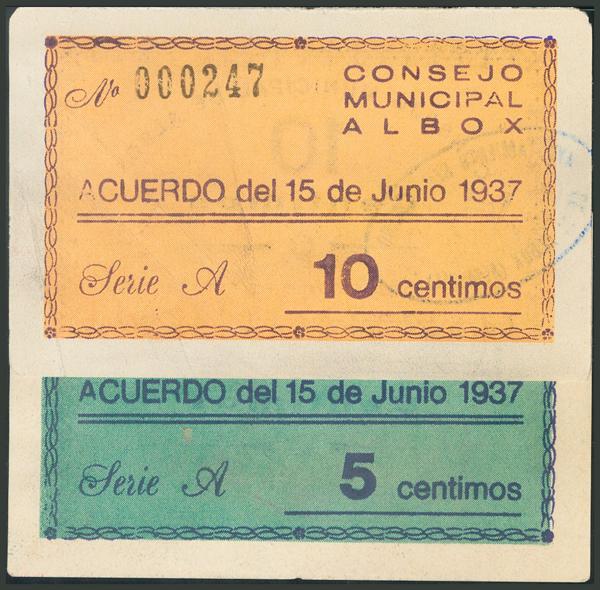 Nº 000247
CONSEJO
MUNICIPAL
ALBOX
ACUERDO del 15 de Junio 1937
Serie A
10 centimos
ACUERDO del 15 de Junio 1937
Serie A
5 centimos